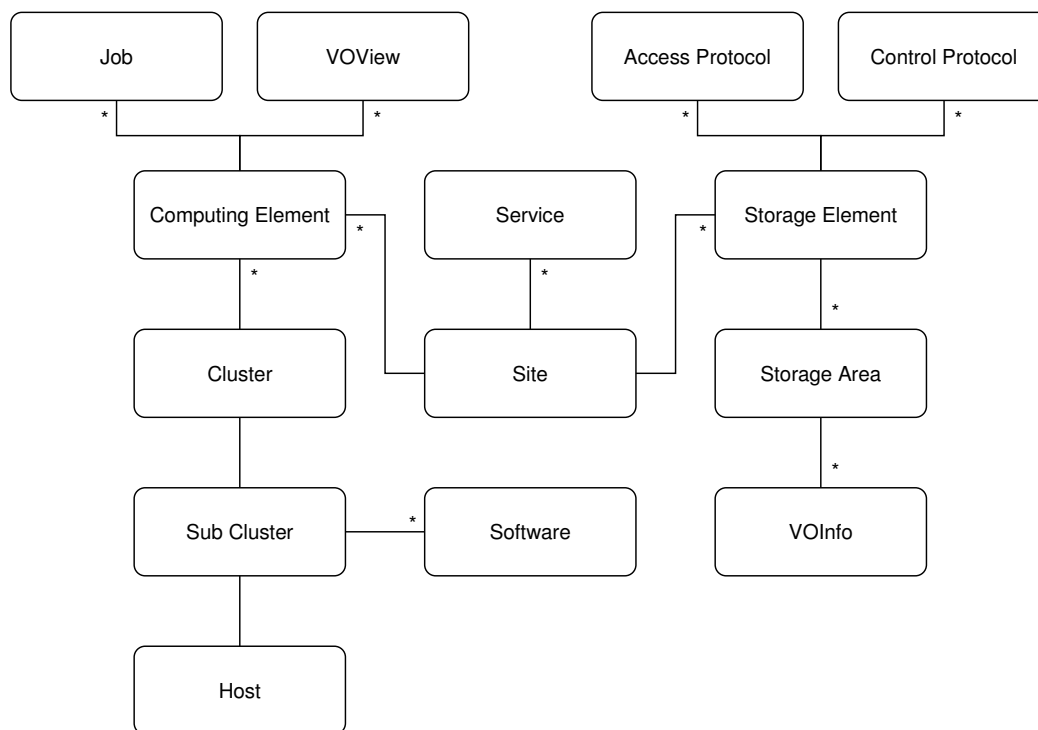 Job
VOView
Access Protocol
Control Protocol
*
*
*
*
Computing Element
Service
Storage Element
*
*
*
*
*
Cluster
Site
Storage Area
*
Sub Cluster
*
Software
VOInfo
Host